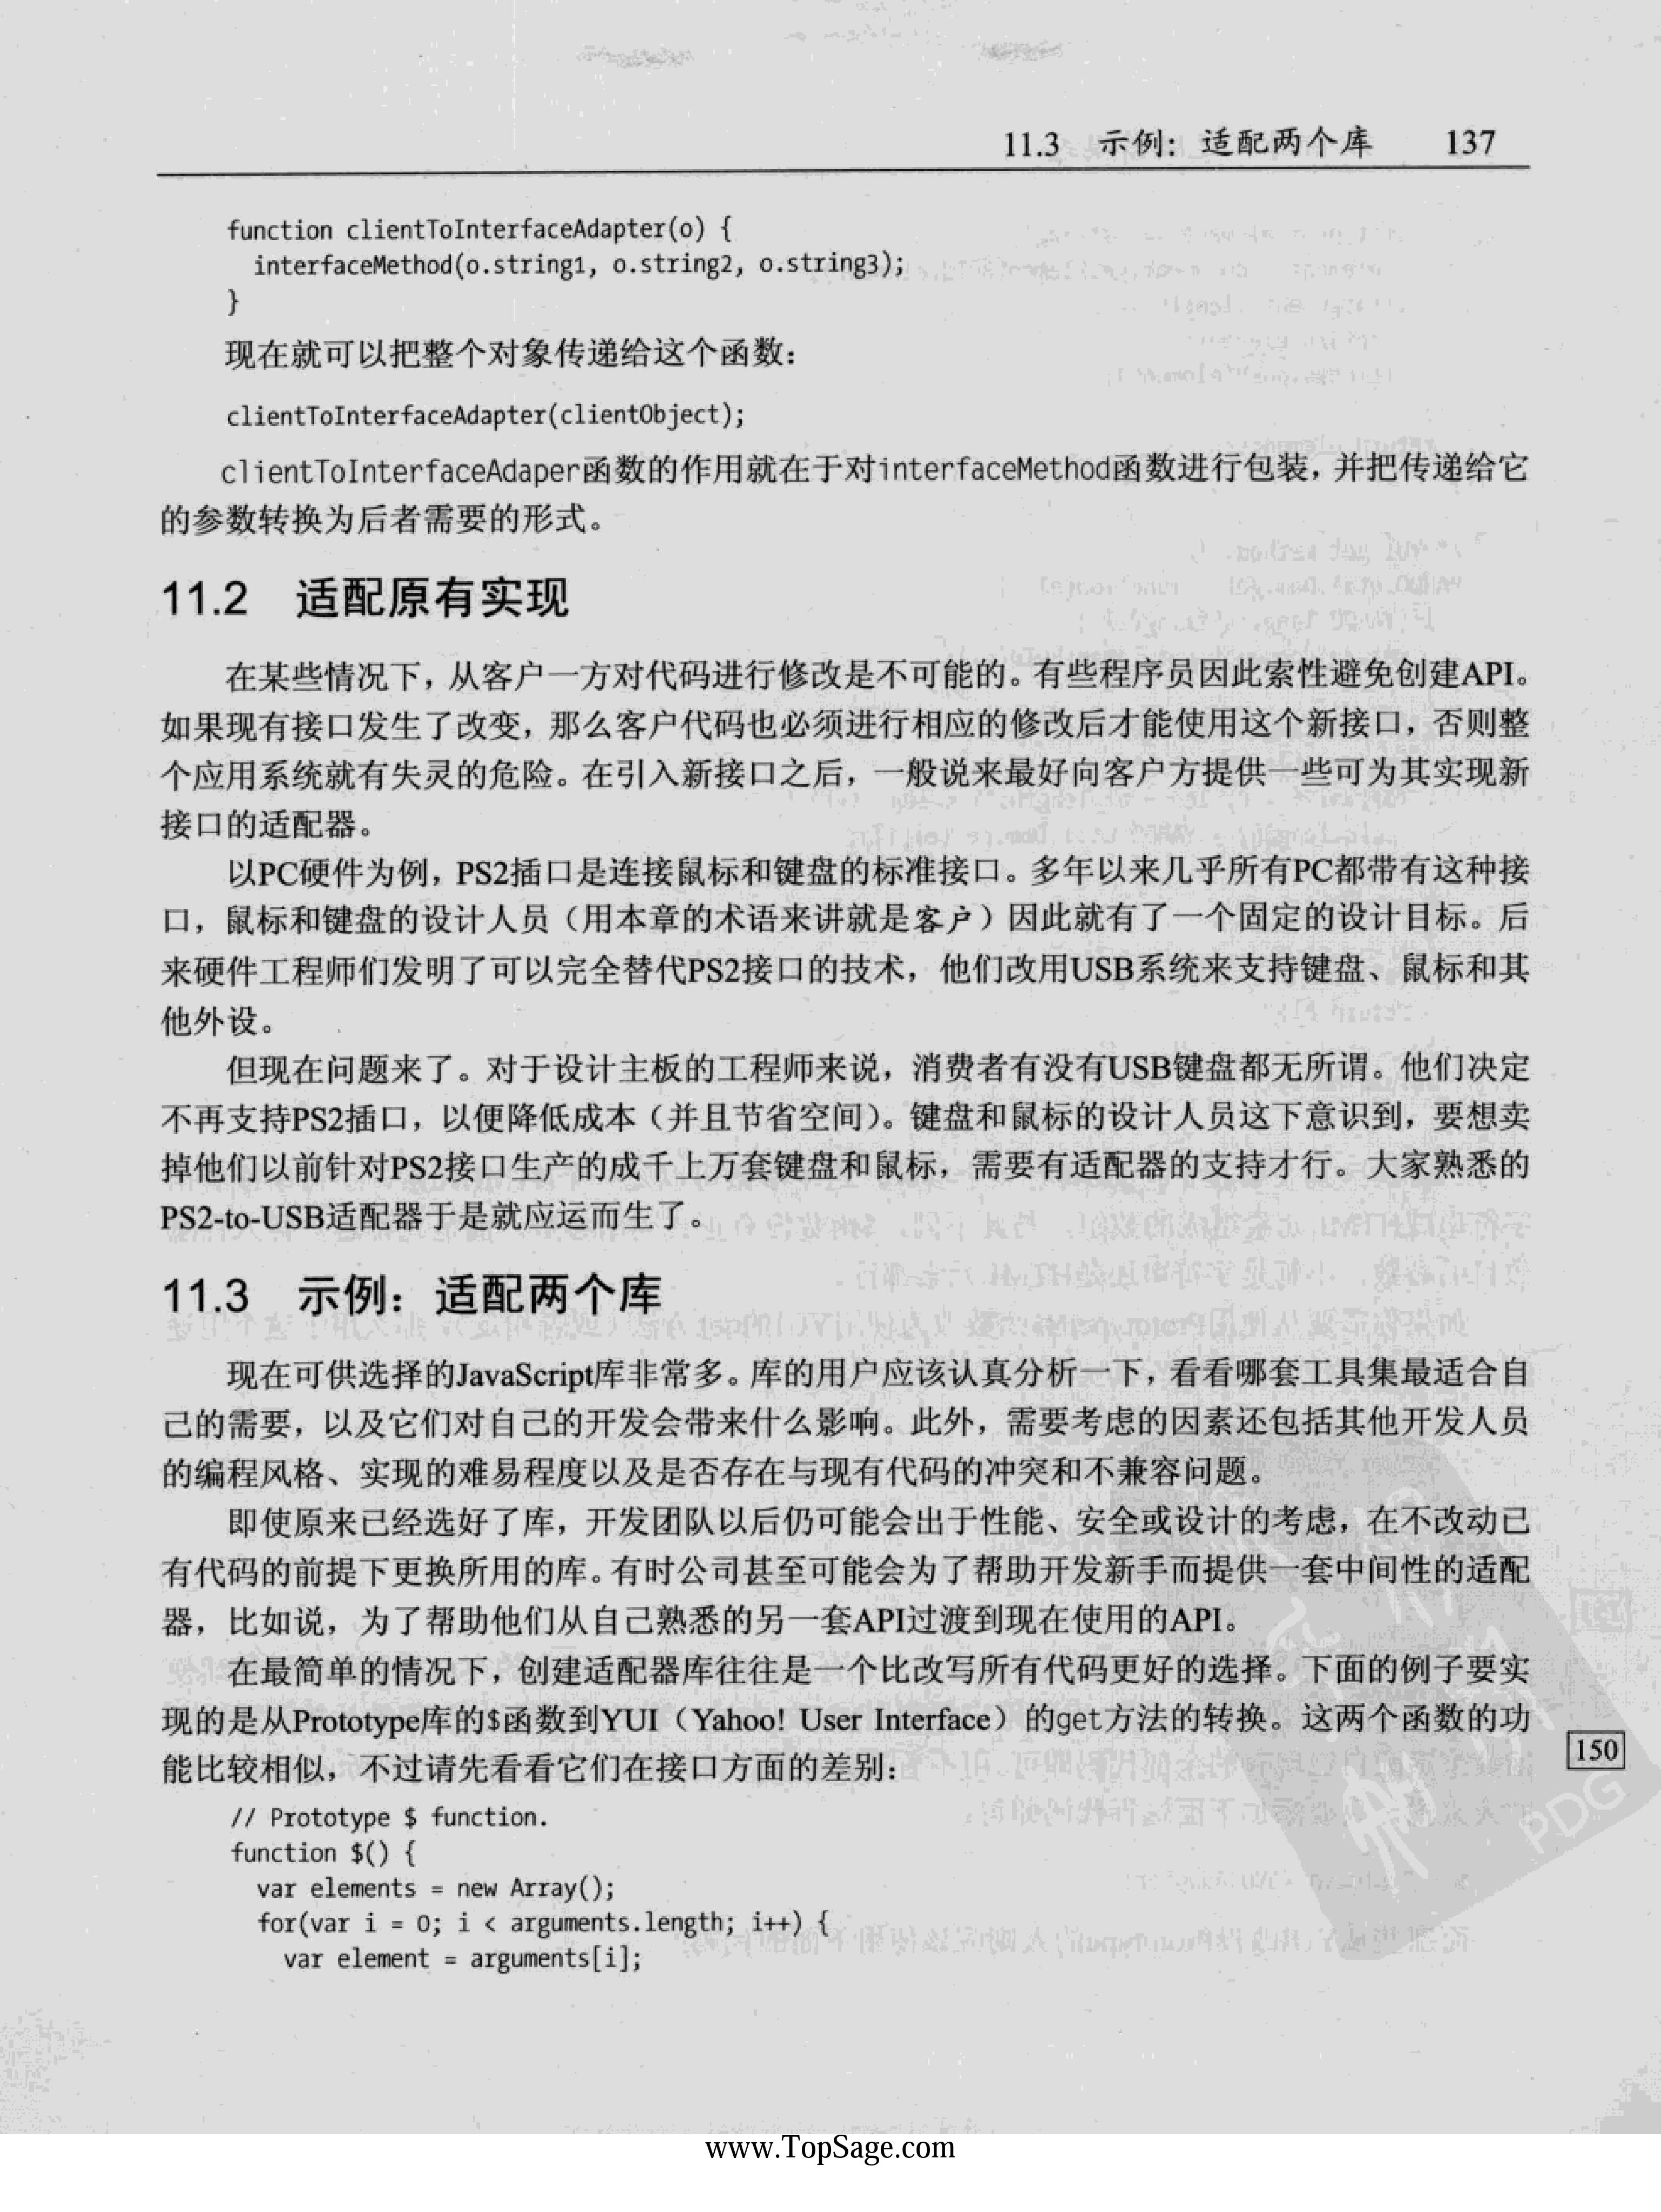 11.3 示例：适配两个库 137
function clientToInterfaceAdapter(o) {
interfaceMethod(o.string1, o.string2, o.string3);
}
现在就可以把整个对象传递给这个函数：
clientToInterfaceAdapter(clientObject);
clientToInterfaceAdaper函数的作用就在于对interfaceMethod函数进行包装，并把传递给它
的参数转换为后者需要的形式。
11.2 适配原有实现
在某些情况下，从客户一方对代码进行修改是不可能的。有些程序员因此索性避免创建API。
如果现有接口发生了改变，那么客户代码也必须进行相应的修改后才能使用这个新接口，否则整
个应用系统就有失灵的危险。在引入新接口之后，一般说来最好向客户方提供一些可为其实现新
接口的适配器。
以PC硬件为例，PS2插口是连接鼠标和键盘的标准接口。多年以来几乎所有PC都带有这种接
口，鼠标和键盘的设计人员（用本章的术语来讲就是客户）因此就有了一个固定的设计目标。后
来硬件工程师们发明了可以完全替代PS2接口的技术，他们改用USB系统来支持键盘、鼠标和其
他外设。
但现在问题来了。对于设计主板的工程师来说，消费者有没有USB键盘都无所谓。他们决定
不再支持PS2插口，以便降低成本（并且节省空间）。键盘和鼠标的设计人员这下意识到，要想卖
掉他们以前针对PS2接口生产的成千上万套键盘和鼠标，需要有适配器的支持才行。大家熟悉的
PS2-to-USB适配器于是就应运而生了。
11.3 示例：适配两个库
现在可供选择的JavaScript库非常多。库的用户应该认真分析一下，看看哪套工具集最适合自
己的需要，以及它们对自己的开发会带来什么影响。此外，需要考虑的因素还包括其他开发人员
的编程风格、实现的难易程度以及是否存在与现有代码的冲突和不兼容问题。
即使原来已经选好了库，开发团队以后仍可能会出于性能、安全或设计的考虑，在不改动已
有代码的前提下更换所用的库。有时公司甚至可能会为了帮助开发新手而提供一套中间性的适配
器，比如说，为了帮助他们从自己熟悉的另一套API过渡到现在使用的API。
在最简单的情况下，创建适配器库往往是一个比改写所有代码更好的选择。下面的例子要实
现的是从Prototype库的$函数到YUI（Yahoo! User Interface）的get方法的转换。这两个函数的功
能比较相似，不过请先看看它们在接口方面的差别：
150
// Prototype $ function.
function $() {
var elements = new Array();
for(var i = 0; i < arguments.length; i++) {
var element = arguments[i];
PDG
www.TopSage.com